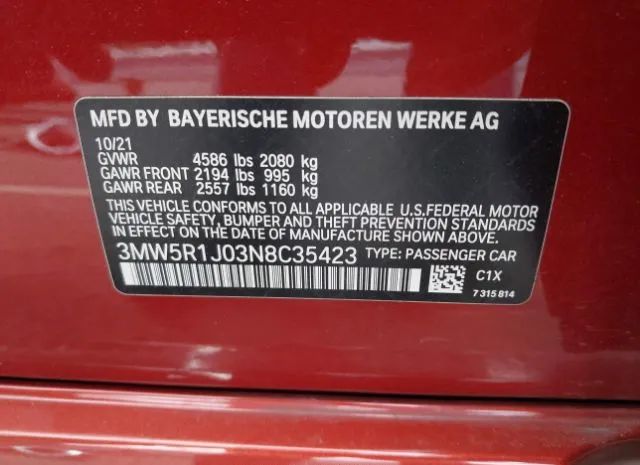 MFD BY BAYERISCHE MOTOREN WERKE AG
10/21
GVWR 4586 lbs 2080 kg
GAWR FRONT 2194 lbs 995 kg
GAWR REAR 2557 lbs 1160 kg
THIS VEHICLE CONFORMS TO ALL APPLICABLE U.S.FEDERAL MOTOR
VEHICLE SAFETY, BUMPER AND THEFT PREVENTION STANDARDS
IN EFFECT ON THE DATE OF MANUFACTURE SHOWN ABOVE.
3MW5R1J03N8C35423 TYPE: PASSENGER CAR
C1X
7 315 814